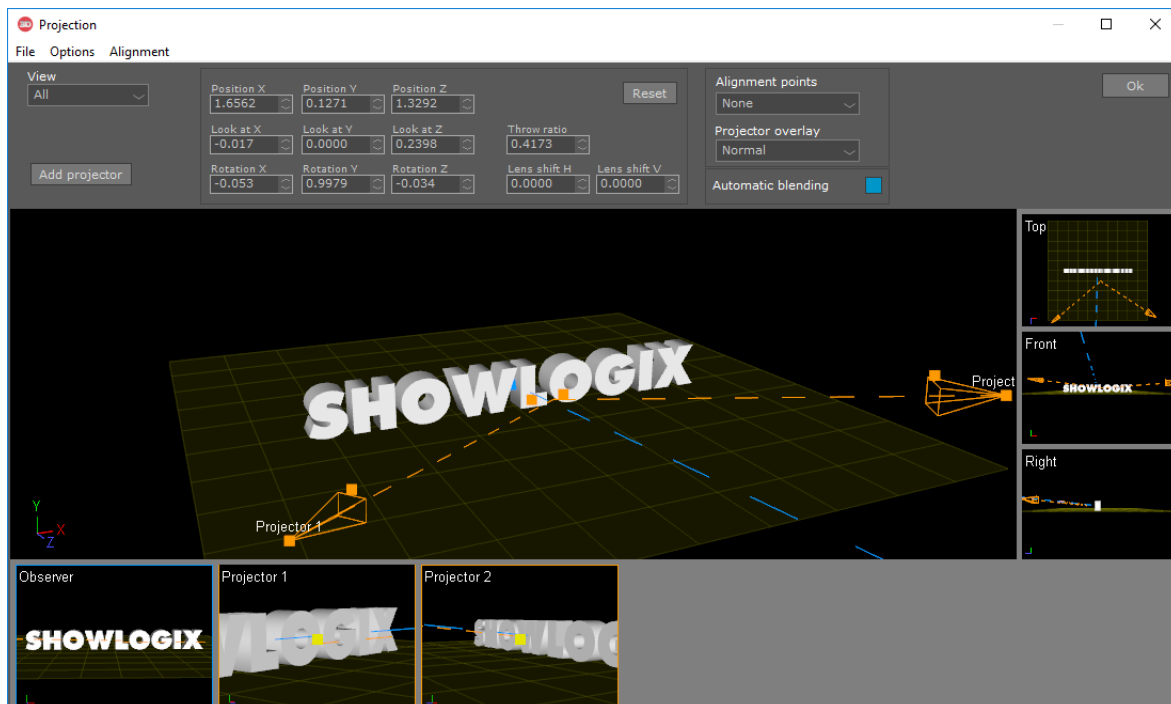 Projection
File Options Alignment
View
All
Add projector
Position X Position Y Position Z
1.6562 0.1271 1.3292
Reset
Look at X Look at Y Look at Z Throw ratio
-0.017 0.0000 0.2398 0.4173
Rotation X Rotation Y Rotation Z Lens shift H Lens shift V
-0.053 0.9979 -0.034 0.0000 0.0000
Alignment points
None
Projector overlay
Normal
Automatic blending
Ok
SHOWLOGIX
Project
Projector 1
Y
X
Z
Top
Front
SHOWLOGIX
Right
Observer
SHOWLOGIX
Projector 1
WLOGIX
Projector 2
SHOWLOG